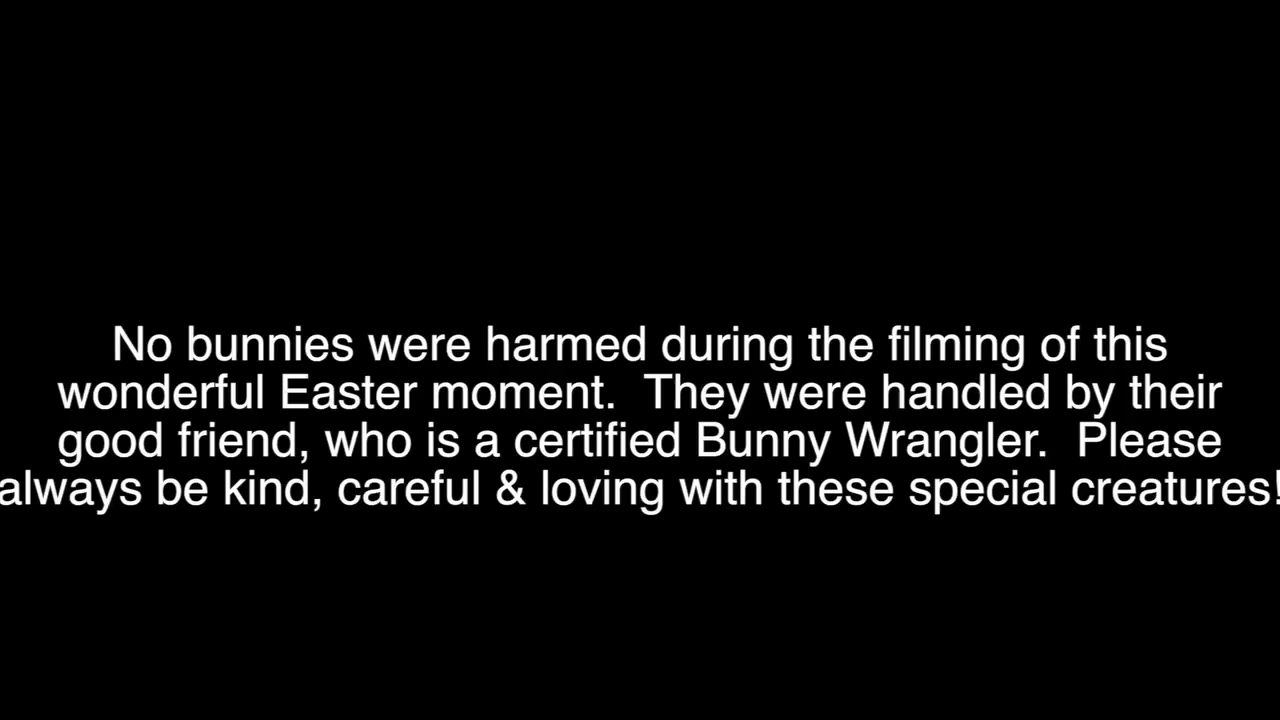 No bunnies were harmed during the filming of this
wonderful Easter moment.  They were handled by their
good friend, who is a certified Bunny Wrangler.  Please
always be kind, careful & loving with these special creatures!